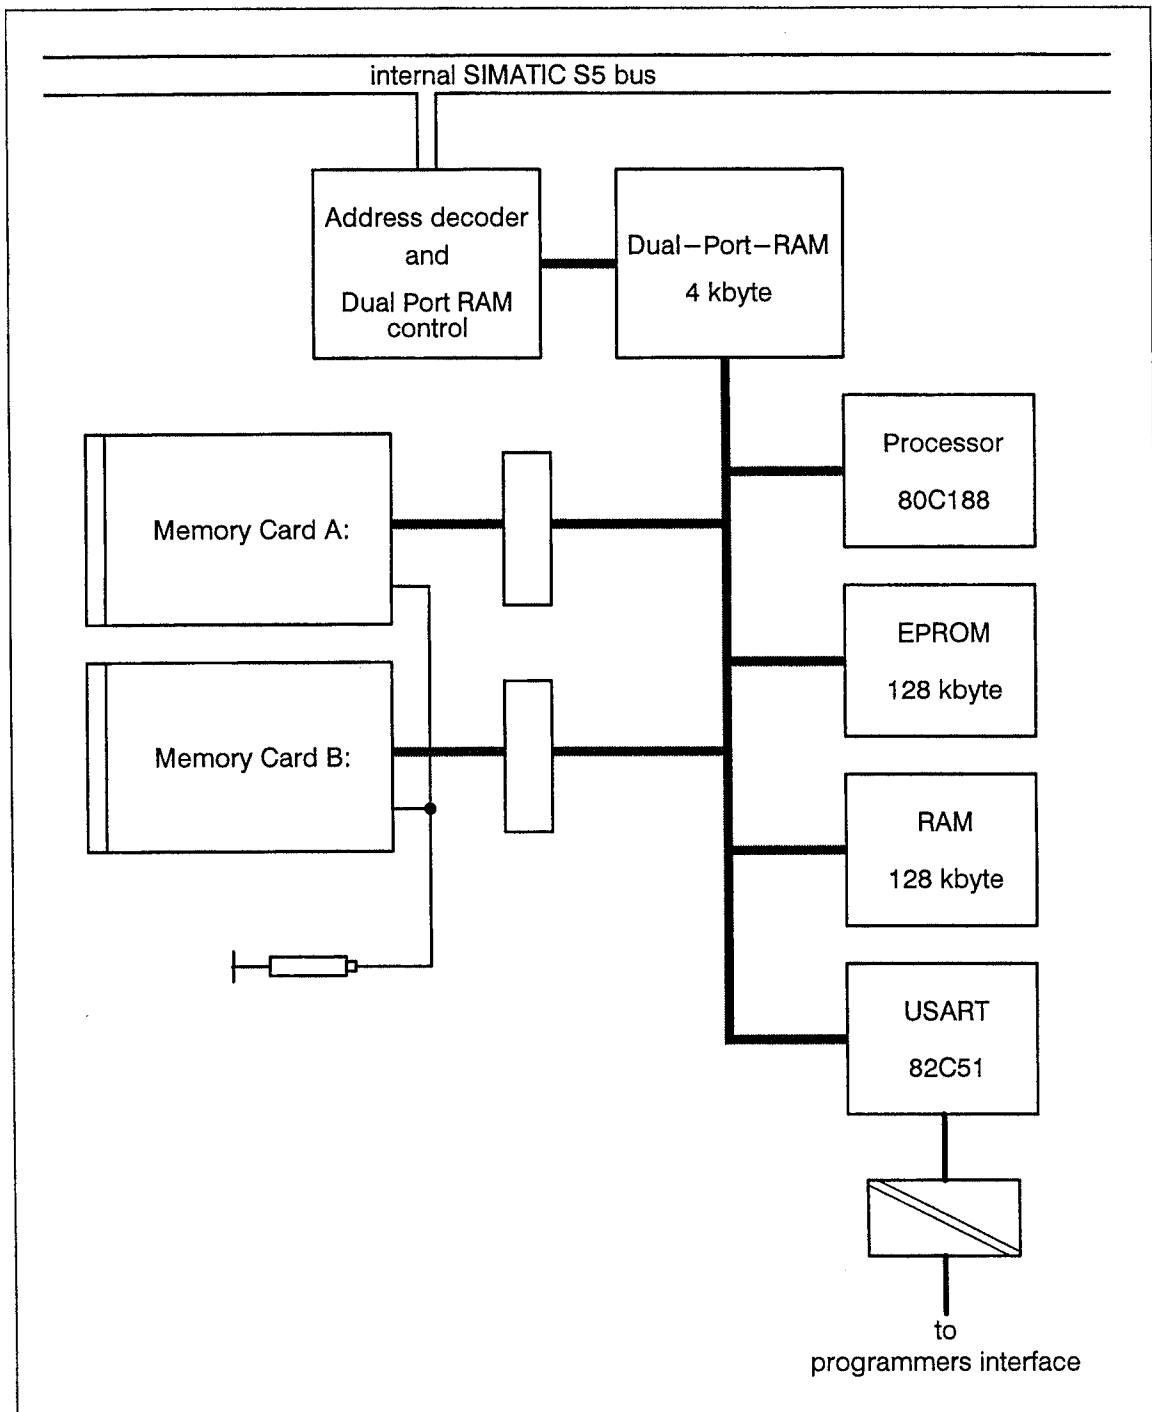 internal SIMATIC S5 bus
Address decoder
and
Dual Port RAM
control
Dual–Port–RAM
4 kbyte
Processor
80C188
Memory Card A:
EPROM
128 kbyte
Memory Card B:
RAM
128 kbyte
USART
82C51
to
programmers interface